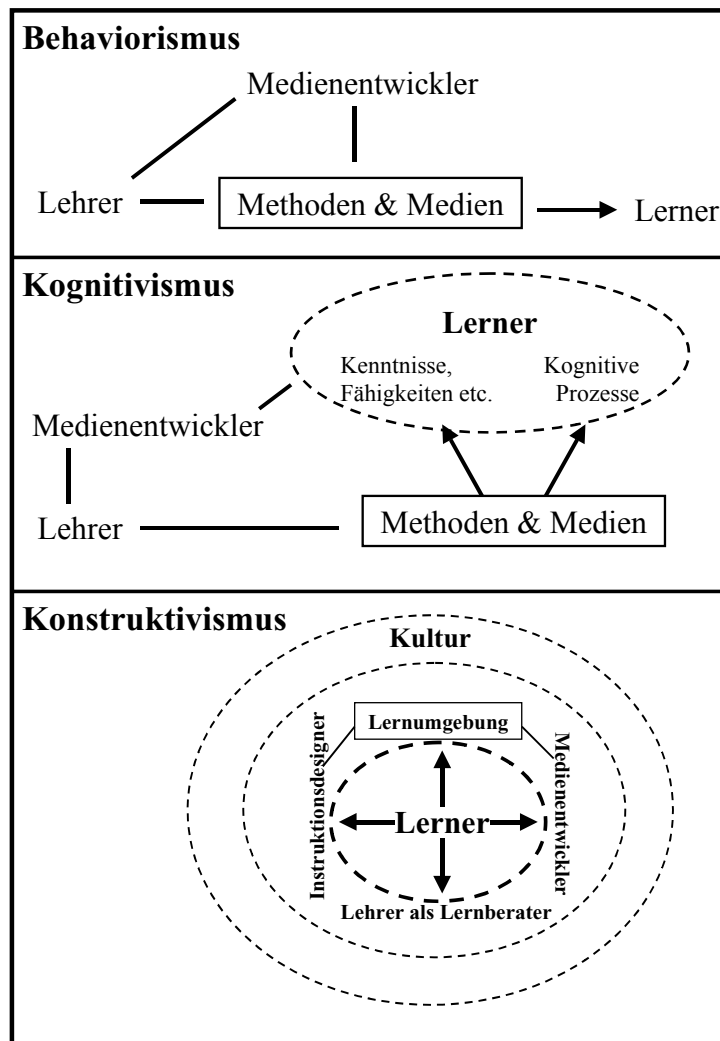 Behaviorismus
Medienentwickler
Lehrer
Methoden & Medien
Lerner
Kognitivismus
Lerner
Kenntnisse,
Fähigkeiten etc.
Kognitive
Prozesse
Medienentwickler
Lehrer
Methoden & Medien
Konstruktivismus
Kultur
Lernumgebung
Instruktionsdesigner
Medienentwickler
Lerner
Lehrer als Lernberater